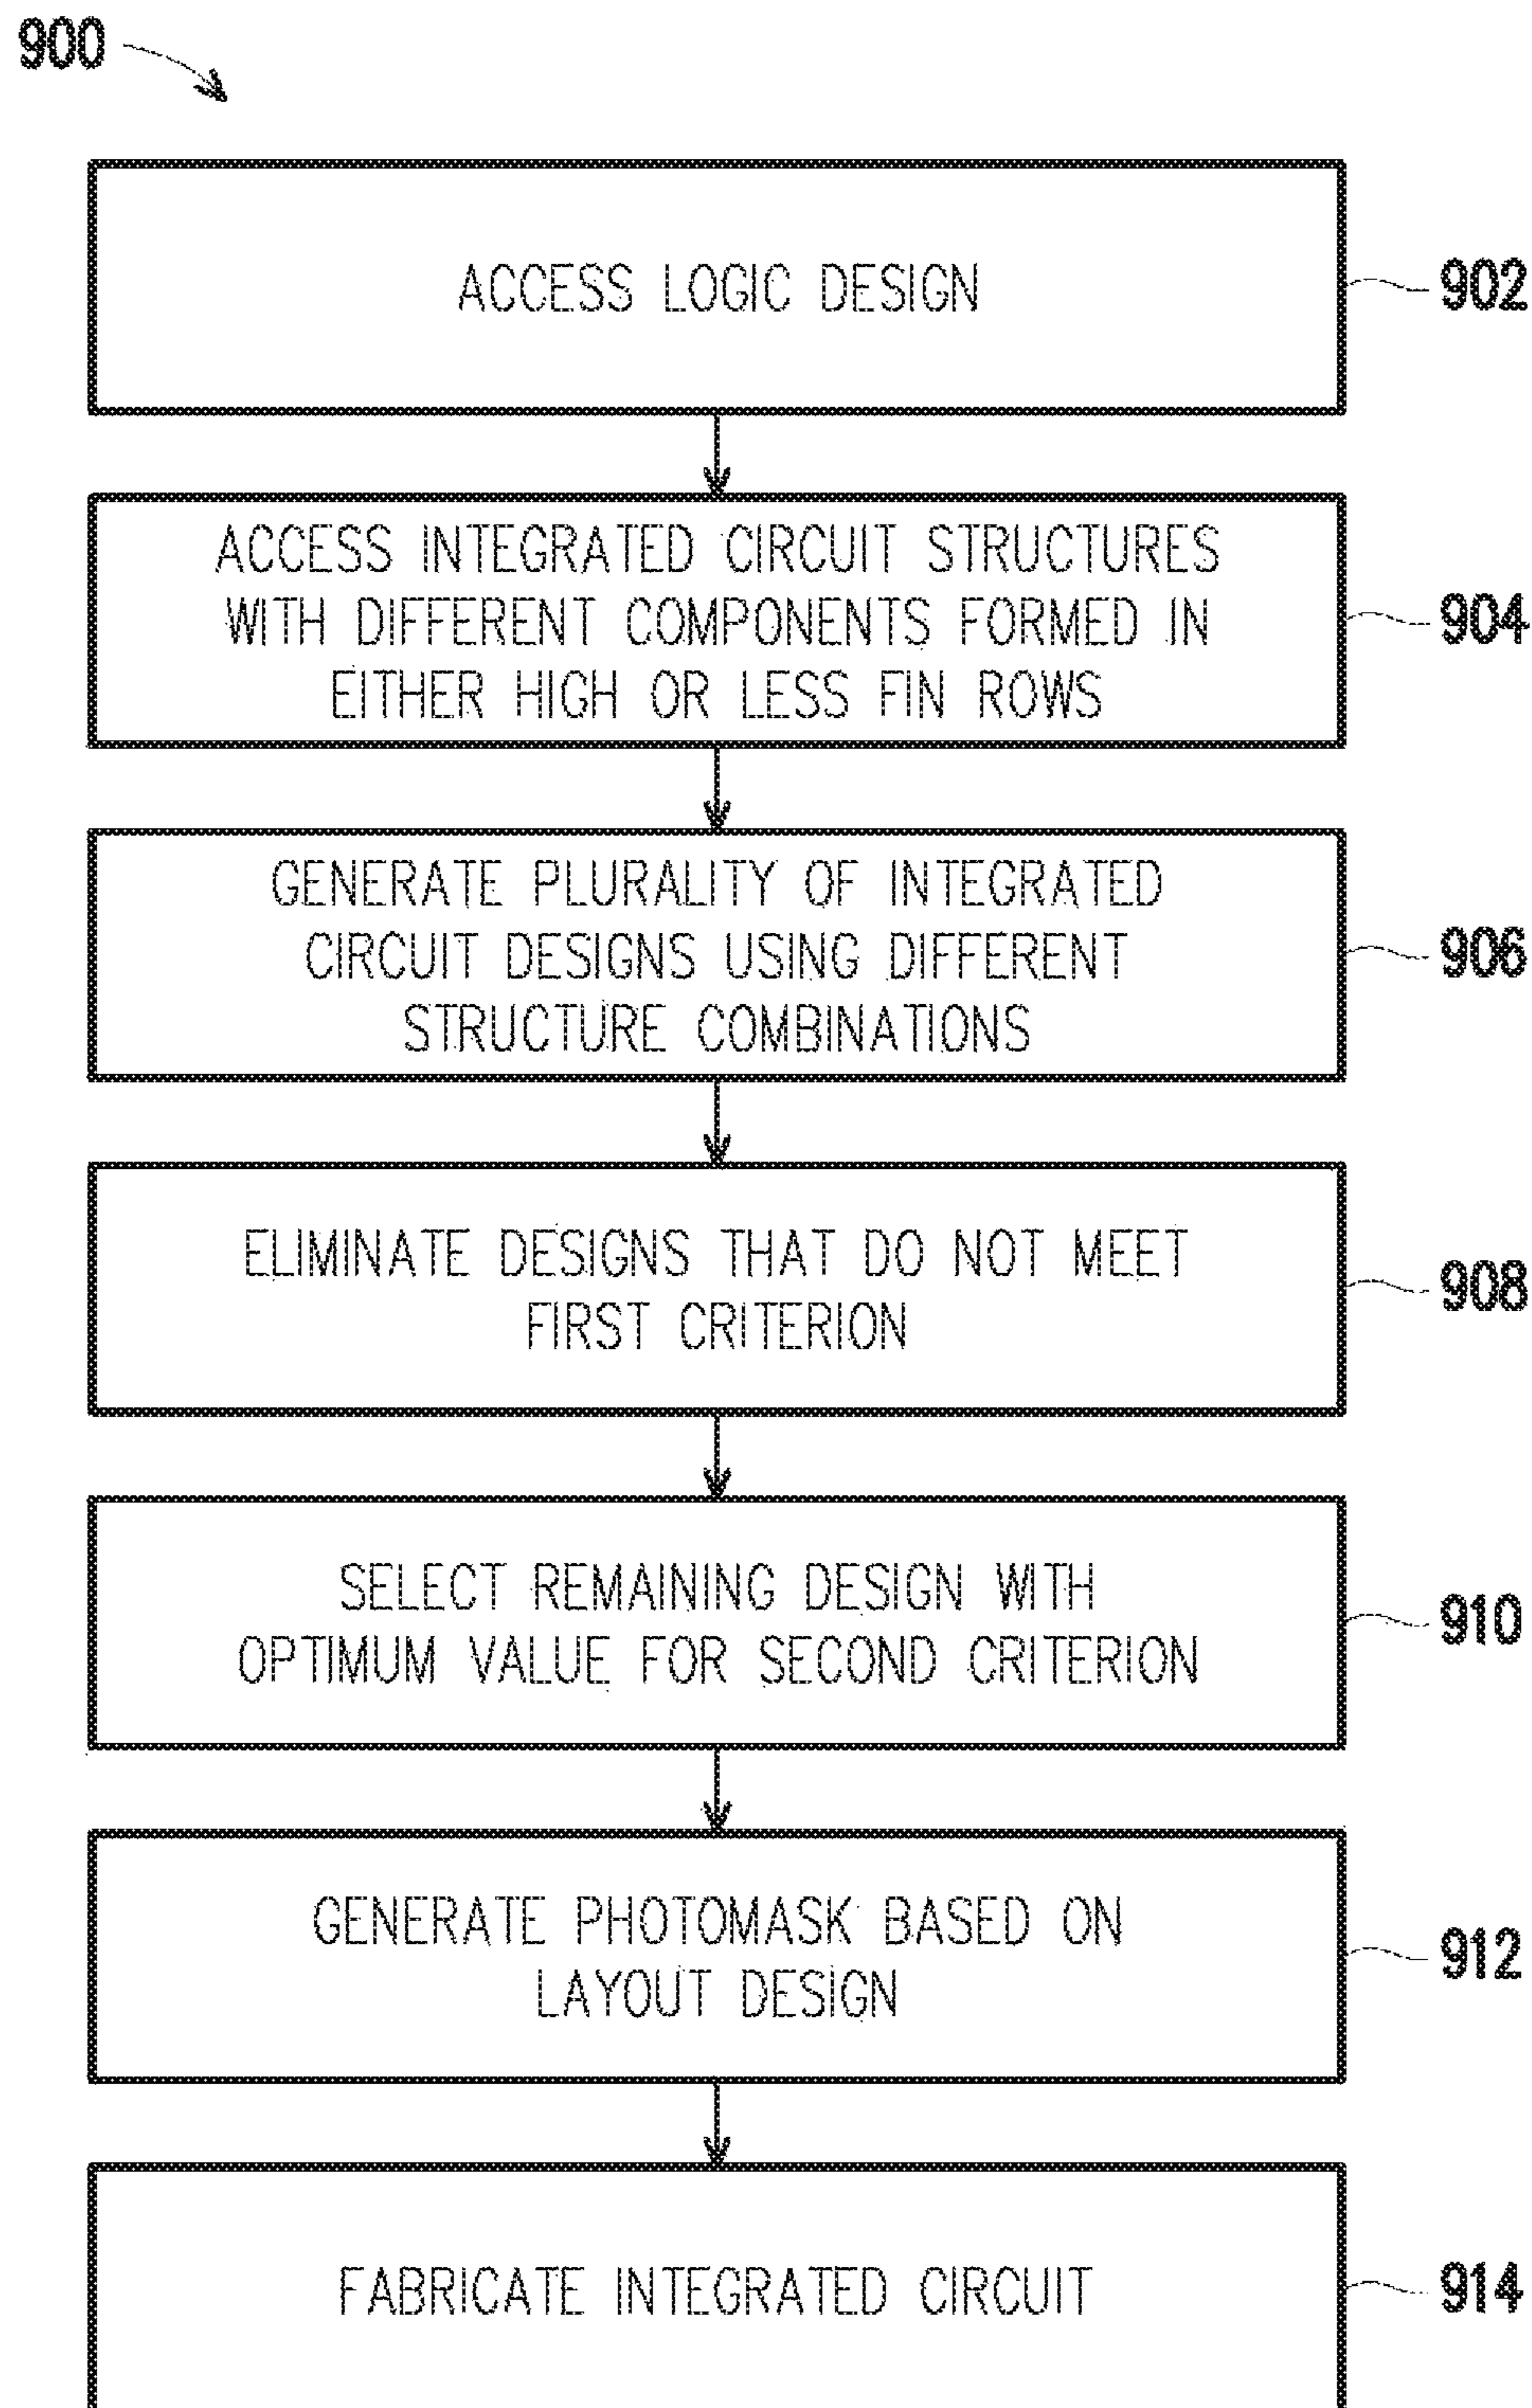 900
ACCESS LOGIC DESIGN
902
ACCESS INTEGRATED CIRCUIT STRUCTURES
WITH DIFFERENT COMPONENTS FORMED IN
EITHER HIGH OR LESS FIN ROWS
904
GENERATE PLURALITY OF INTEGRATED
CIRCUIT DESIGNS USING DIFFERENT
STRUCTURE COMBINATIONS
906
ELIMINATE DESIGNS THAT DO NOT MEET
FIRST CRITERION
908
SELECT REMAINING DESIGN WITH
OPTIMUM VALUE FOR SECOND CRITERION
910
GENERATE PHOTOMASK BASED ON
LAYOUT DESIGN
912
FABRICATE INTEGRATED CIRCUIT
914